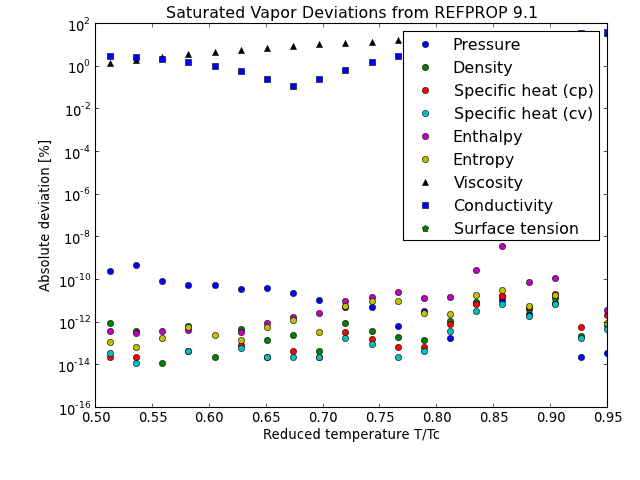 Saturated Vapor Deviations from REFPROP 9.1
Absolute deviation [%]
10^2
10^0
10^-2
10^-4
10^-6
10^-8
10^-10
10^-12
10^-14
10^-16
Pressure
Density
Specific heat (cp)
Specific heat (cv)
Enthalpy
Entropy
Viscosity
Conductivity
Surface tension
0.50 0.55 0.60 0.65 0.70 0.75 0.80 0.85 0.90 0.95
Reduced temperature T/Tc